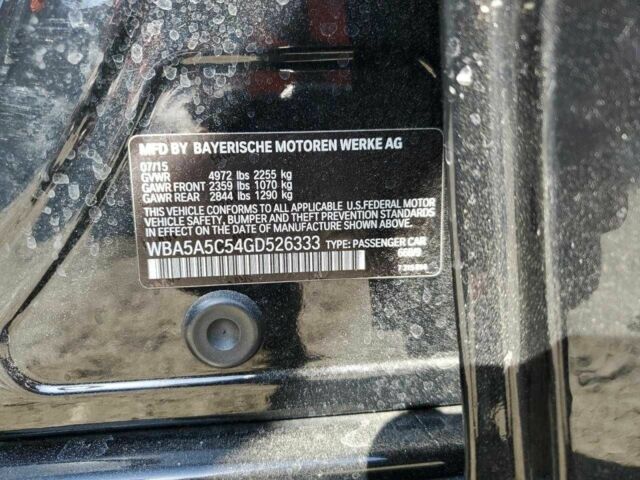 MFD BY BAYERISCHE MOTOREN WERKE AG
07/15
GVWR 4972 lbs 2255 kg
GAWR FRONT 2359 lbs 1070 kg
GAWR REAR 2844 lbs 1290 kg
THIS VEHICLE CONFORMS TO ALL APPLICABLE U.S.FEDERAL MOTOR
VEHICLE SAFETY, BUMPER AND THEFT PREVENTION STANDARDS
IN EFFECT ON THE DATE OF MANUFACTURE SHOWN ABOVE.
WBA5A5C54GD526333 TYPE: PASSENGER CAR